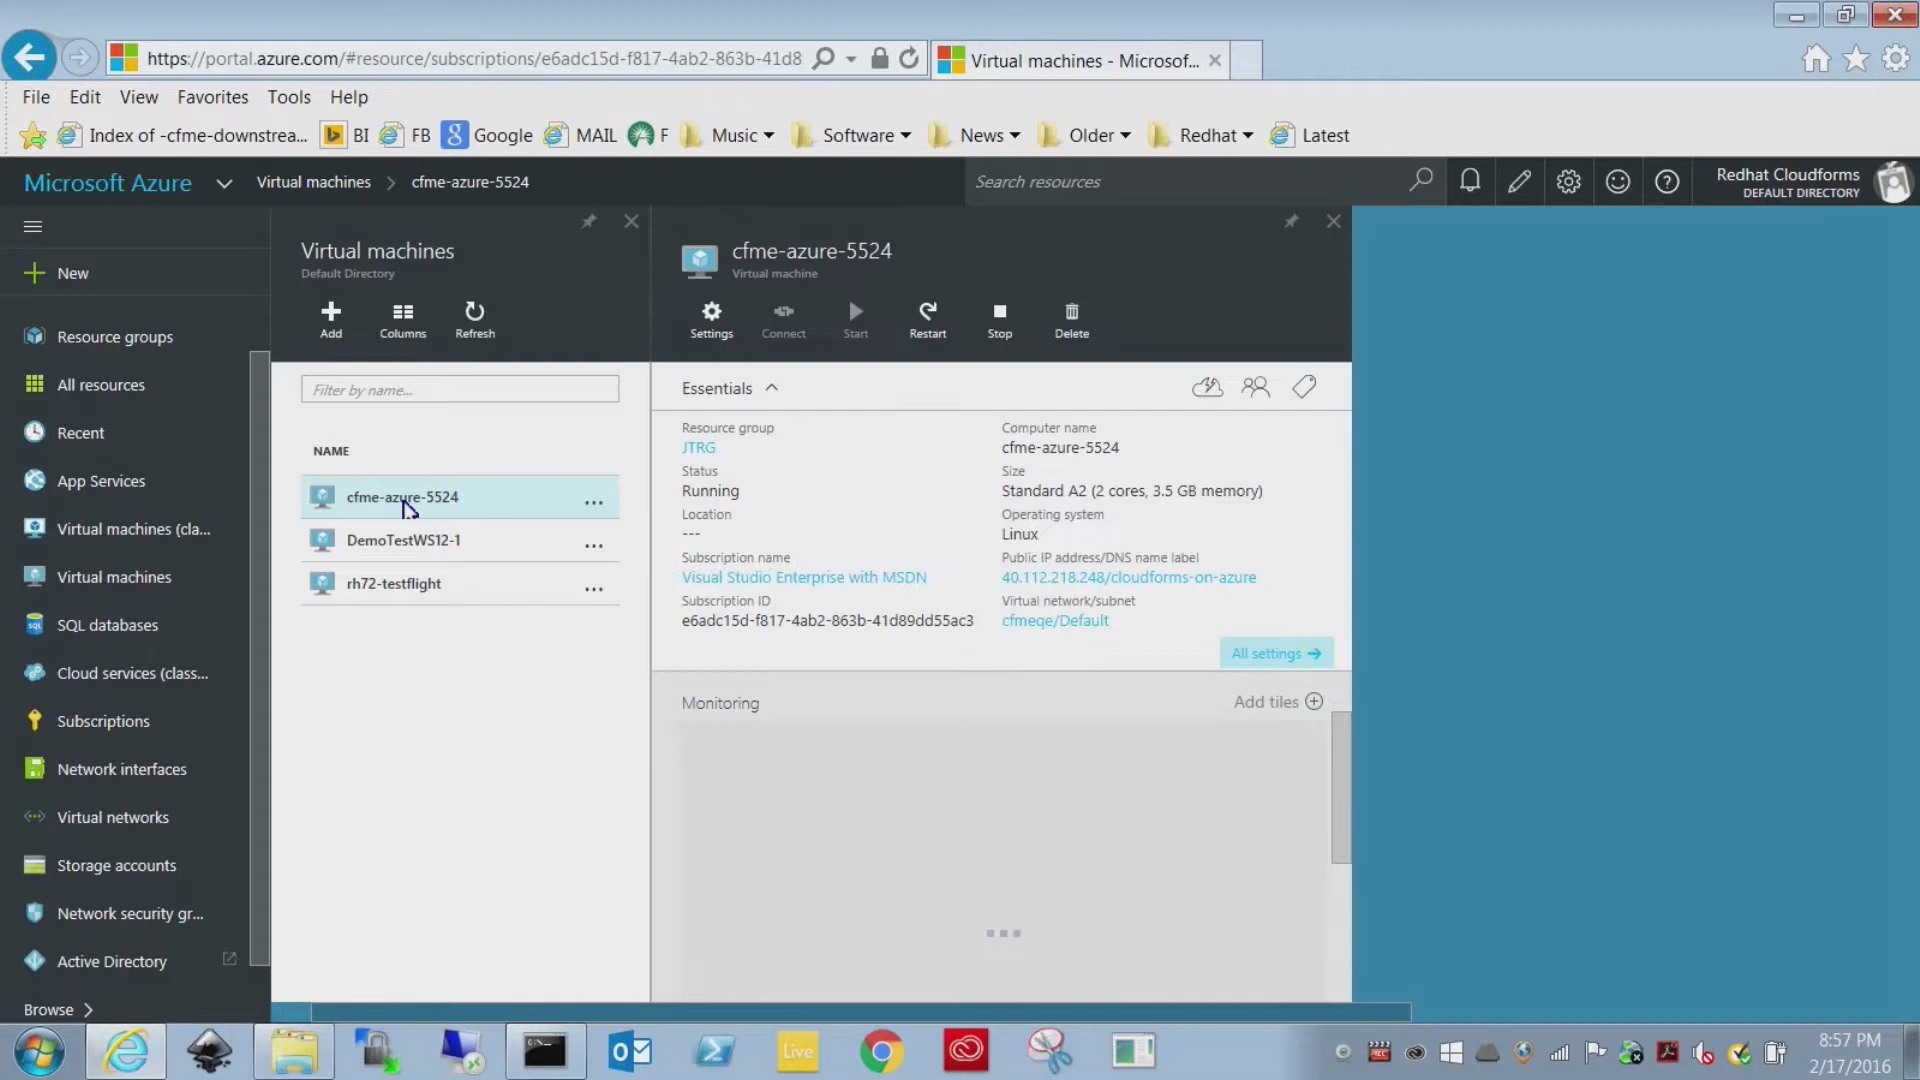 https://portal.azure.com/#resource/subscriptions/e6adc15d-f817-4ab2-863b-41d8
Virtual machines - Microsof...
File Edit View Favorites Tools Help
Index of -cfme-downstrea... BI FB Google MAIL F Music Software News Older Redhat Latest
Microsoft Azure Virtual machines > cfme-azure-5524
Search resources
Redhat Cloudforms
DEFAULT DIRECTORY
New
Resource groups
All resources
Recent
App Services
Virtual machines (cla...
Virtual machines
SQL databases
Cloud services (class...
Subscriptions
Network interfaces
Virtual networks
Storage accounts
Network security gr...
Active Directory
Browse >
Virtual machines
Default Directory
Add Columns Refresh
Filter by name...
NAME
cfme-azure-5524 ...
DemoTestWS12-1 ...
rh72-testflight ...
cfme-azure-5524
Virtual machine
Settings Connect Start Restart Stop Delete
Essentials
Resource group
JTRG
Status
Running
Location
---
Subscription name
Visual Studio Enterprise with MSDN
Subscription ID
e6adc15d-f817-4ab2-863b-41d89dd55ac3
Computer name
cfme-azure-5524
Size
Standard A2 (2 cores, 3.5 GB memory)
Operating system
Linux
Public IP address/DNS name label
40.112.218.248/cloudforms-on-azure
Virtual network/subnet
cfmeqe/Default
All settings
Monitoring
Add tiles
Live
8:57 PM
2/17/2016